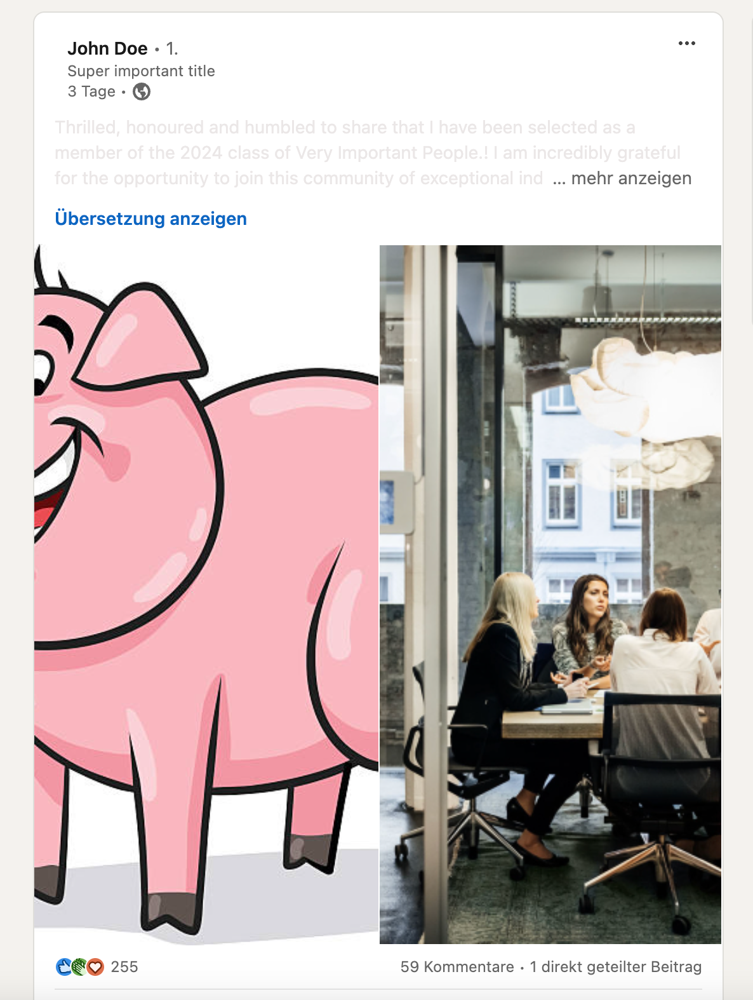 John Doe • 1.
Super important title
3 Tage •
Thrilled, honoured and humbled to share that I have been selected as a
member of the 2024 class of Very Important People.! I am incredibly grateful
for the opportunity to join this community of exceptional ind ... mehr anzeigen
Übersetzung anzeigen
255
59 Kommentare • 1 direkt geteilter Beitrag